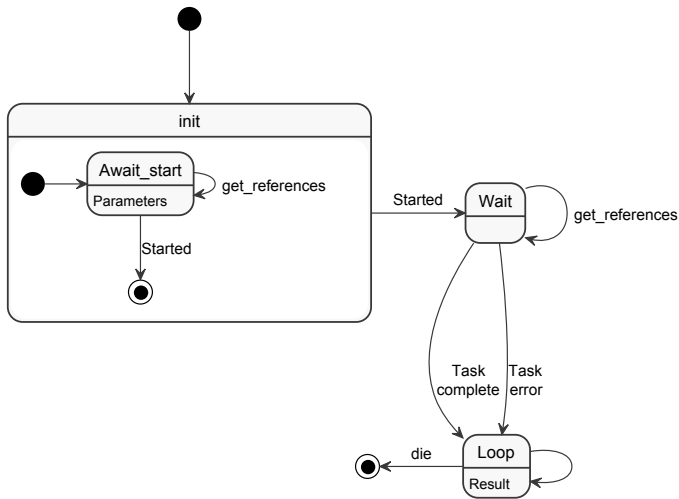 init
Await_start
Parameters
get_references
Started
Started
Wait
get_references
Task
complete
Task
error
Loop
Result
die